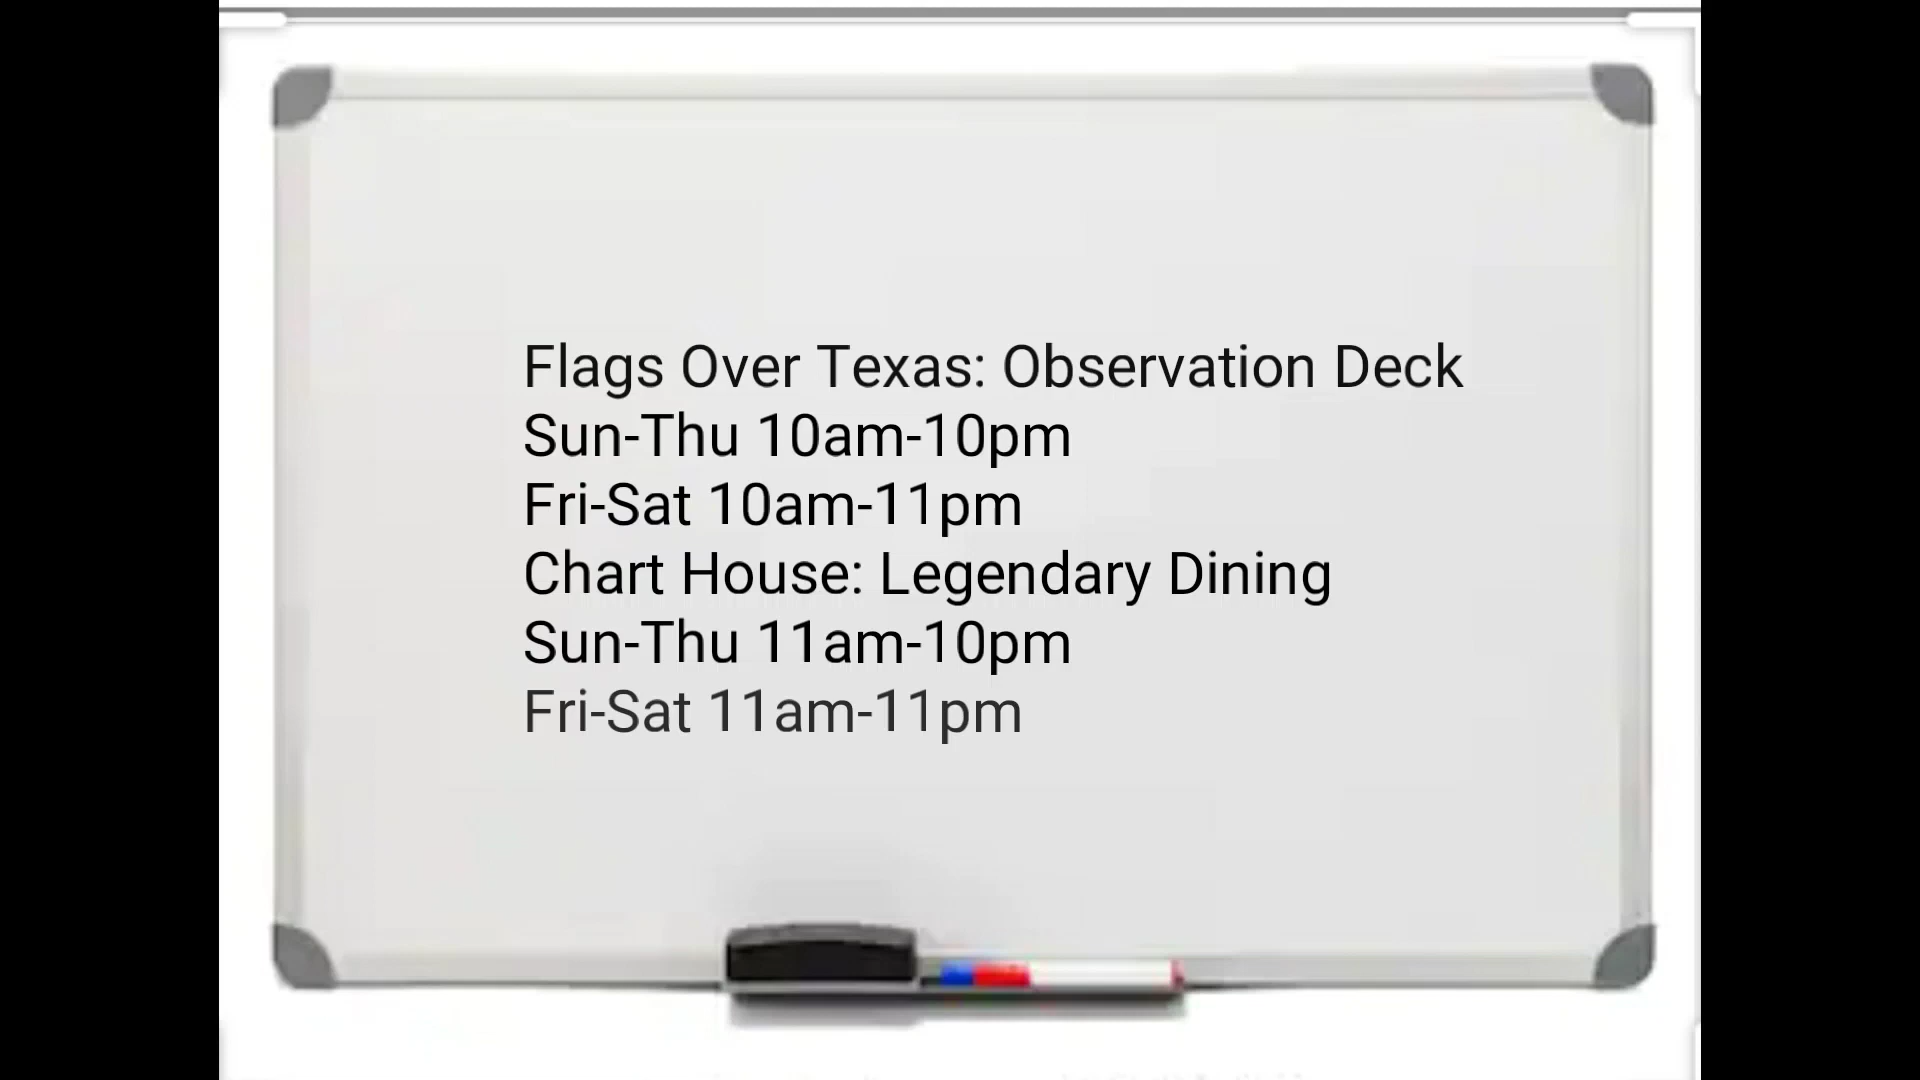 Flags Over Texas: Observation Deck
Sun-Thu 10am-10pm
Fri-Sat 10am-11pm
Chart House: Legendary Dining
Sun-Thu 11am-10pm
Fri-Sat 11am-11pm